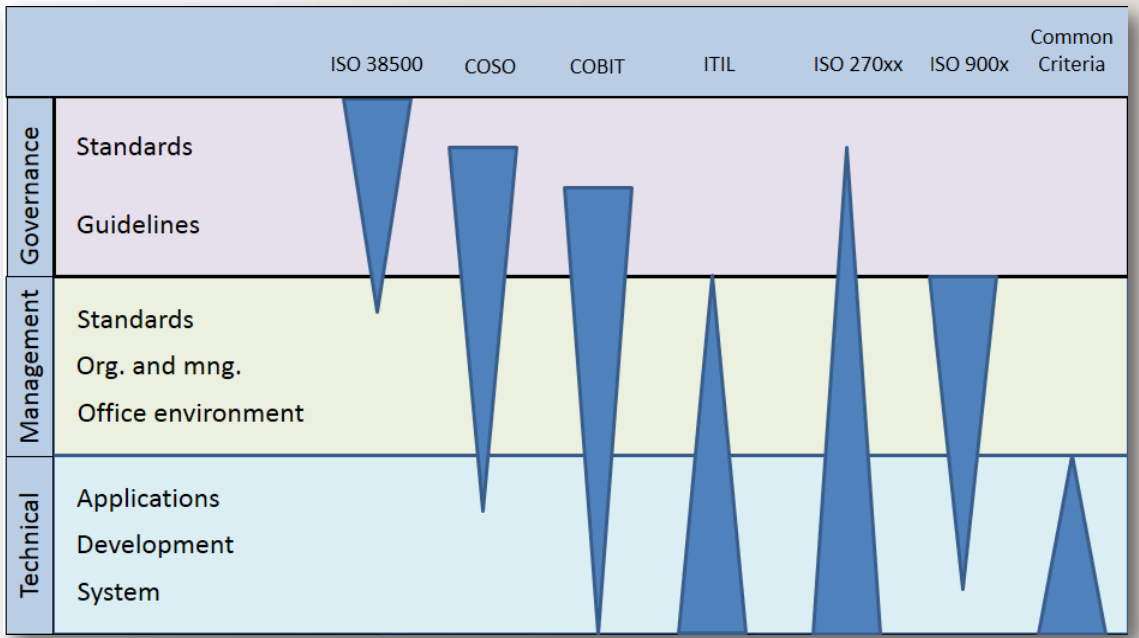 Common
ISO 38500 COSO COBIT ITIL ISO 270xx ISO 900x Criteria
Governance
Standards
Guidelines
Management
Standards
Org. and mng.
Office environment
Technical
Applications
Development
System